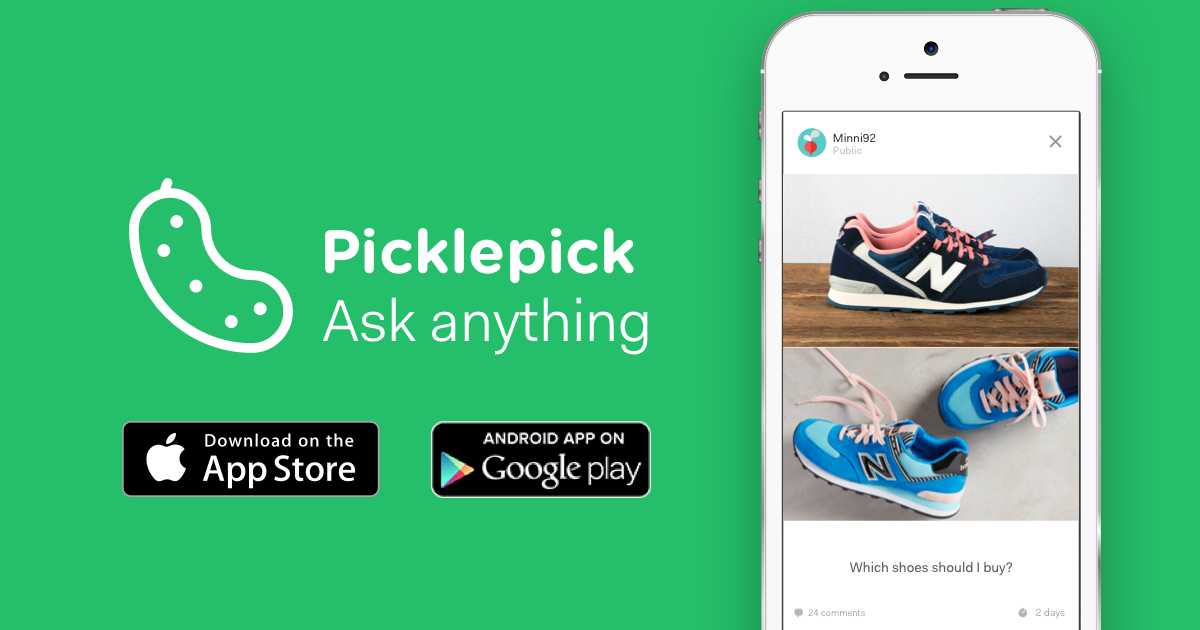 Picklepick
Ask anything
Download on the
App Store
ANDROID APP ON
Google play
Minni92
Public
N
N
Which shoes should I buy?
24 comments
2 days